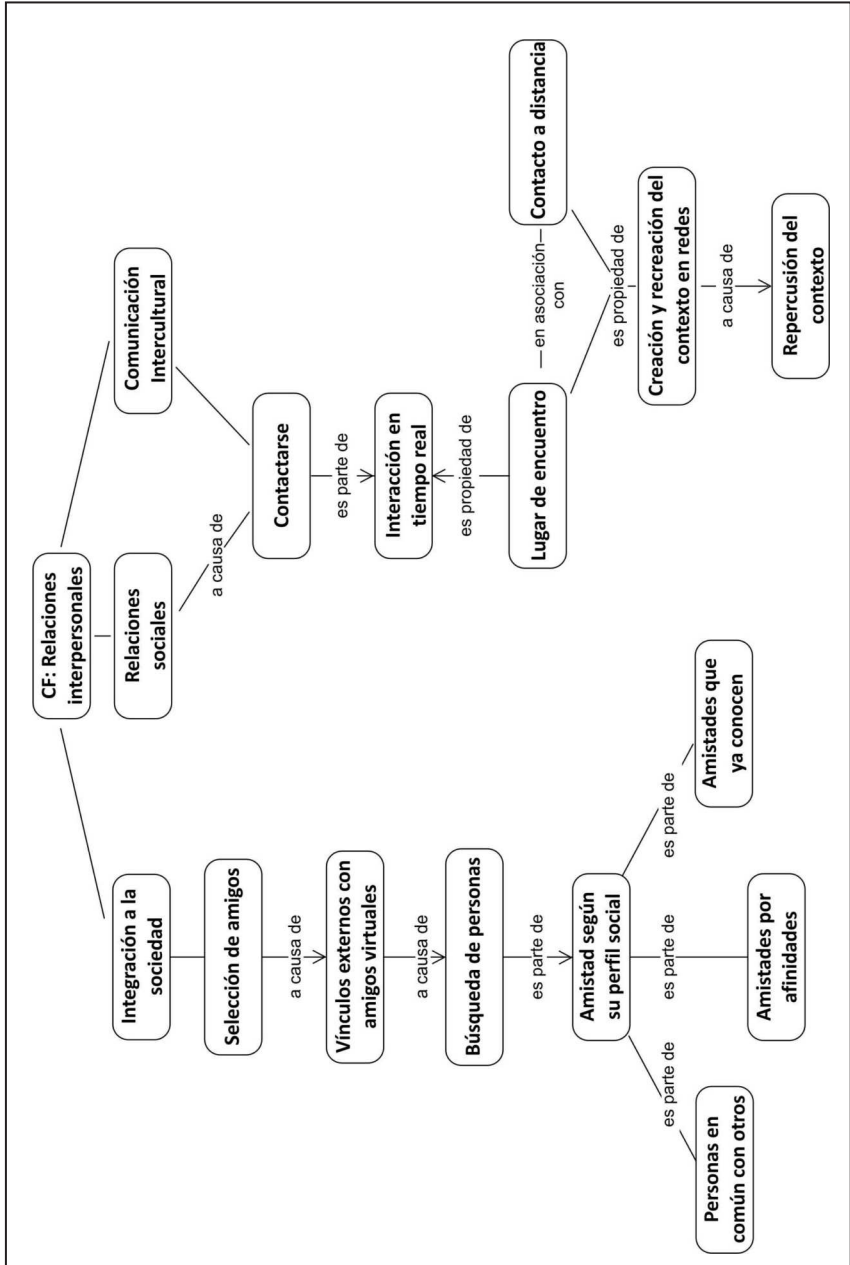 CF: Relaciones
interpersonales
Integración a la
sociedad
Relaciones
sociales
Comunicación
Intercultural
Selección de amigos
a causa de
a causa de
Contactarse
Vínculos externos con
amigos virtuales
es parte de
a causa de
Interacción en
tiempo real
Búsqueda de personas
es propiedad de
es parte de
Lugar de encuentro
en asociación
con
Contacto a distancia
Amistad según
su perfil social
es propiedad de
es parte de
es parte de
es parte de
Creación y recreación del
contexto en redes
Personas en
común con otros
Amistades por
afinidades
Amistades que
ya conocen
a causa de
Repercusión del
contexto